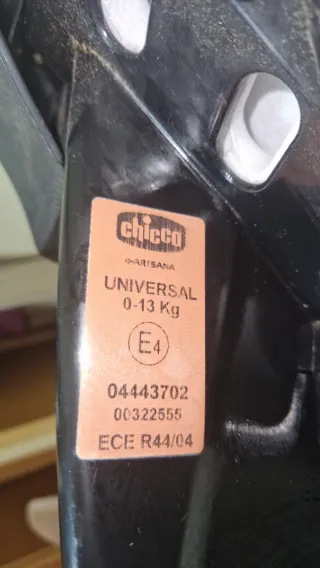 chicco
ARTSANA
UNIVERSAL
0-13 Kg
E4
04443702
00322555
ECE R44/04